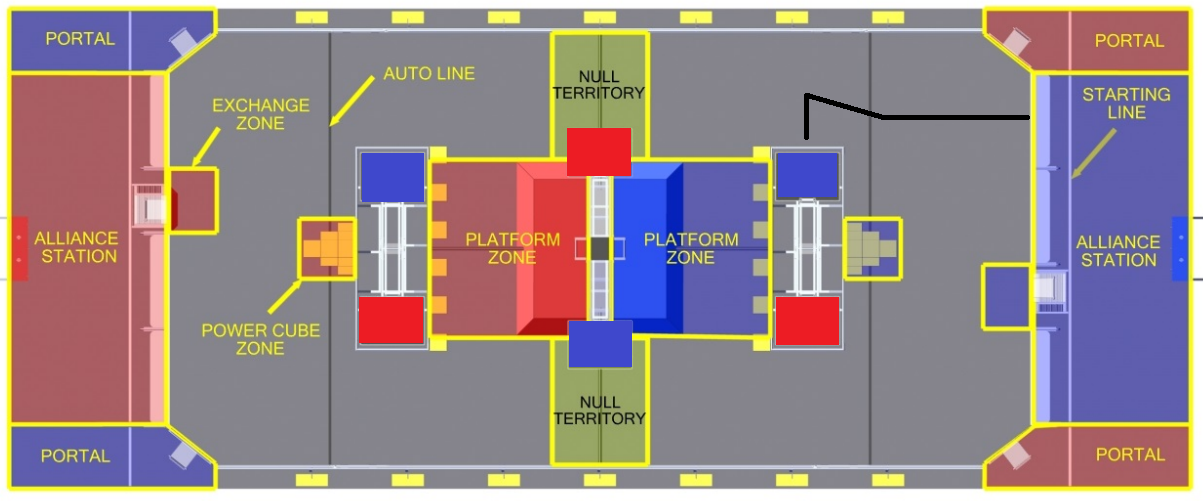 PORTAL
AUTO LINE
NULL
TERRITORY
PORTAL
EXCHANGE
ZONE
STARTING
LINE
ALLIANCE
STATION
PLATFORM
ZONE
PLATFORM
ZONE
ALLIANCE
STATION
POWER CUBE
ZONE
NULL
TERRITORY
PORTAL
PORTAL